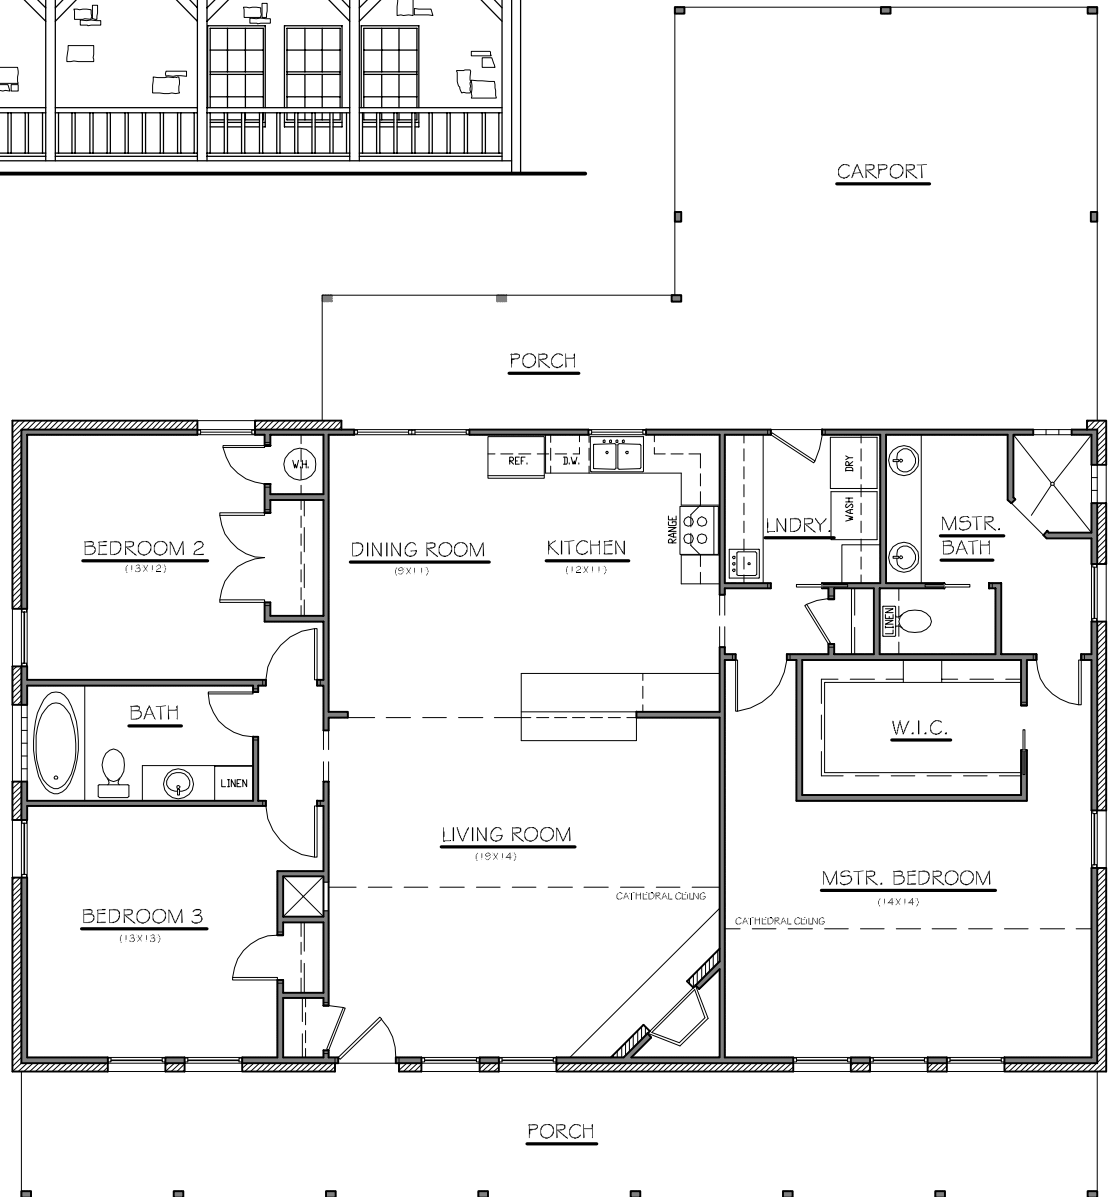 CARPORT
PORCH
W.H.
REF.
D.W.
DRY
WASH
RANGE
LNDRY.
MSTR.
BATH
BEDROOM 2
(13X12)
DINING ROOM
(9X11)
KITCHEN
(12X11)
LINEN
BATH
LINEN
W.I.C.
LIVING ROOM
(19X14)
CATHEDRAL CEILING
MSTR. BEDROOM
(14X14)
CATHEDRAL CEILING
BEDROOM 3
(13X13)
PORCH